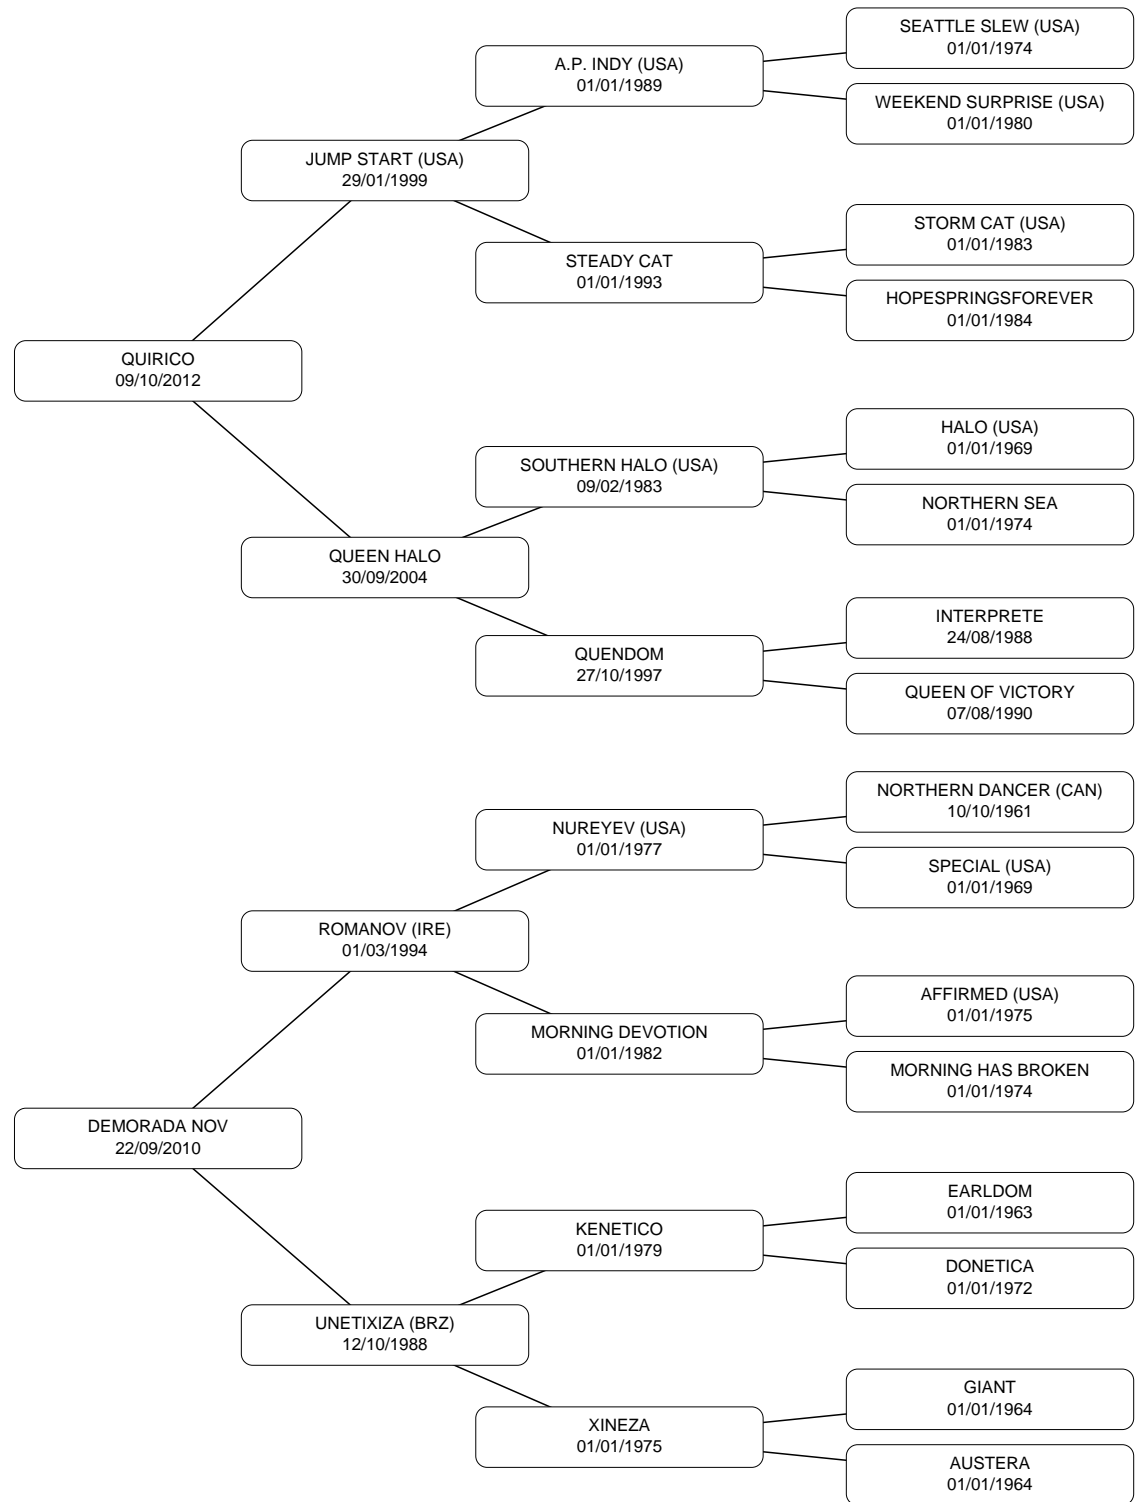 SEATTLE SLEW (USA)
01/01/1974
A.P. INDY (USA)
01/01/1989
WEEKEND SURPRISE (USA)
01/01/1980
JUMP START (USA)
29/01/1999
STORM CAT (USA)
01/01/1983
STEADY CAT
01/01/1993
HOPESPRINGSFOREVER
01/01/1984
QUIRICO
09/10/2012
HALO (USA)
01/01/1969
SOUTHERN HALO (USA)
09/02/1983
NORTHERN SEA
01/01/1974
QUEEN HALO
30/09/2004
INTERPRETE
24/08/1988
QUENDOM
27/10/1997
QUEEN OF VICTORY
07/08/1990
NORTHERN DANCER (CAN)
10/10/1961
NUREYEV (USA)
01/01/1977
SPECIAL (USA)
01/01/1969
ROMANOV (IRE)
01/03/1994
AFFIRMED (USA)
01/01/1975
MORNING DEVOTION
01/01/1982
MORNING HAS BROKEN
01/01/1974
DEMORADA NOV
22/09/2010
EARLDOM
01/01/1963
KENETICO
01/01/1979
DONETICA
01/01/1972
UNETIXIZA (BRZ)
12/10/1988
GIANT
01/01/1964
XINEZA
01/01/1975
AUSTERA
01/01/1964